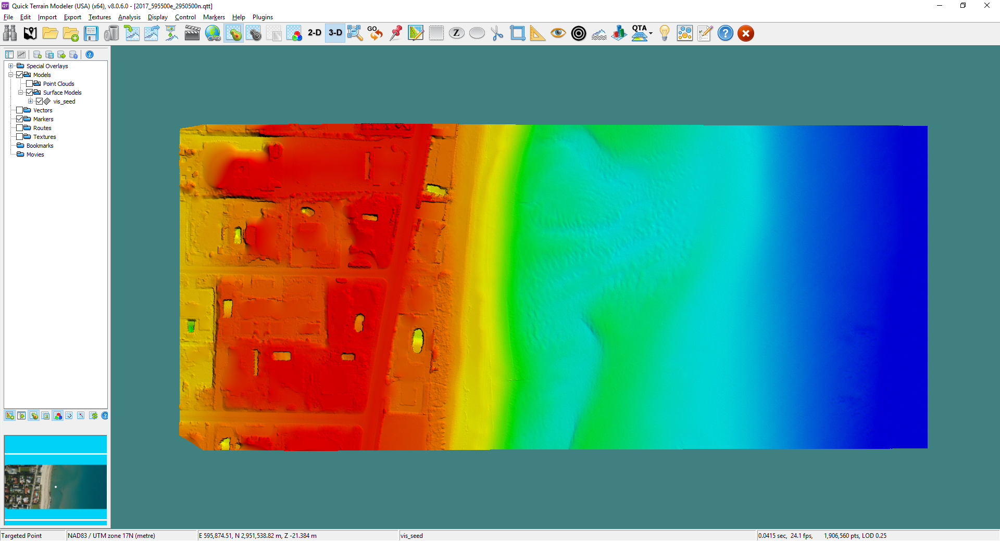 Quick Terrain Modeler (USA) (x64), v8.0.6.0 - [2017_595500e_2950500n.qtt]
File Edit Import Export Textures Analysis Display Control Markers Help Plugins
2-D 3-D GO Z QTA
Special Overlays
Models
Point Clouds
Surface Models
vis_seed
Vectors
Markers
Routes
Textures
Bookmarks
Movies
Targeted Point NAD83 / UTM zone 17N (metre) E 595,874.51, N 2,951,538.82 m, Z -21.384 m vis_seed 0.0415 sec, 24.1 fps, 1,906,560 pts, LOD 0.25